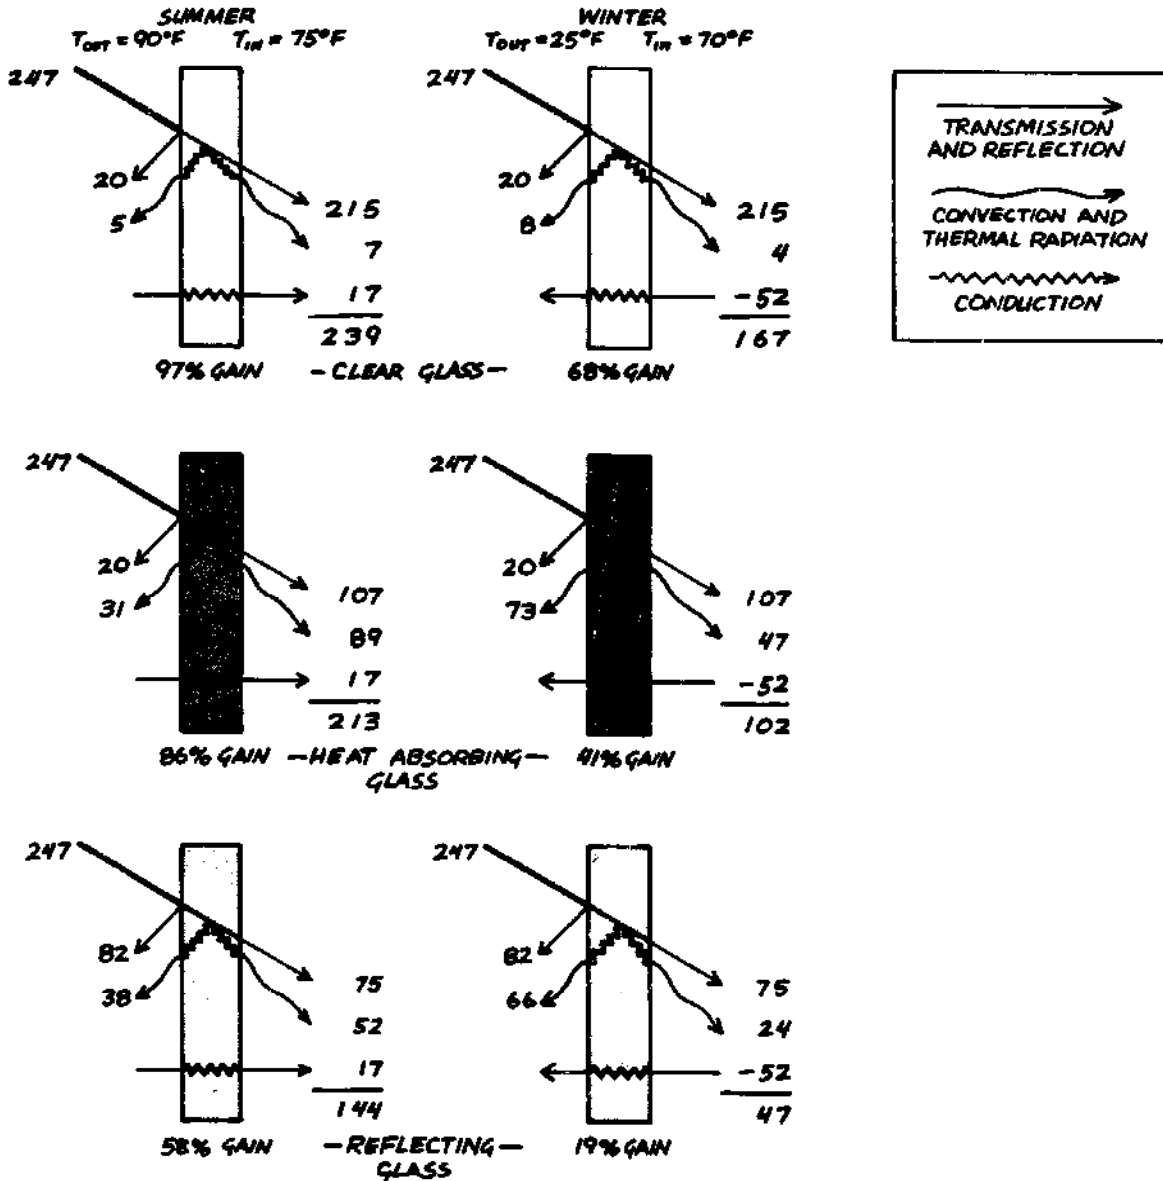 SUMMER
T_OUT = 90°F T_IN = 75°F
247
20
5
215
7
17
239
97% GAIN
WINTER
T_OUT = 25°F T_IN = 70°F
247
20
8
215
4
-52
167
68% GAIN
- CLEAR GLASS -
TRANSMISSION
AND REFLECTION
CONVECTION AND
THERMAL RADIATION
CONDUCTION
247
20
31
107
89
17
213
86% GAIN
247
20
73
107
47
-52
102
41% GAIN
- HEAT ABSORBING -
GLASS
247
82
38
75
52
17
144
58% GAIN
247
82
66
75
24
-52
47
19% GAIN
- REFLECTING -
GLASS